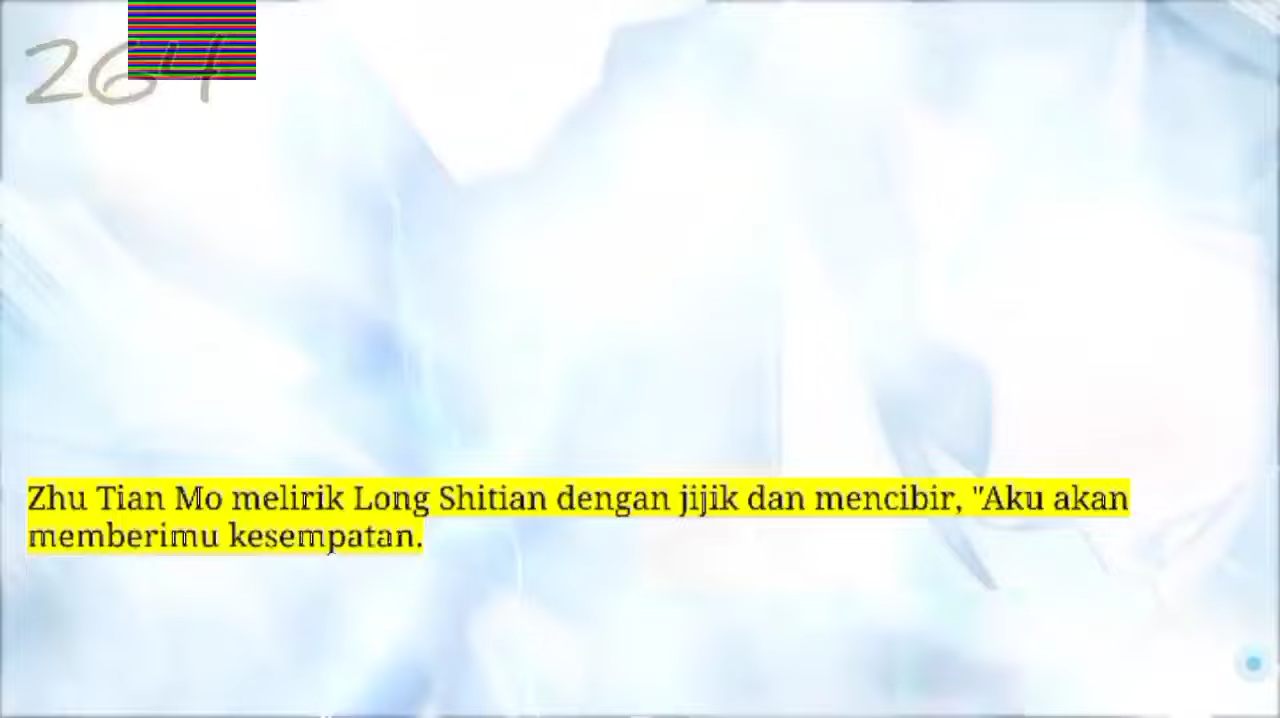 264
Zhu Tian Mo melirik Long Shitian dengan jijik dan mencibir, "Aku akan
memberimu kesempatan.